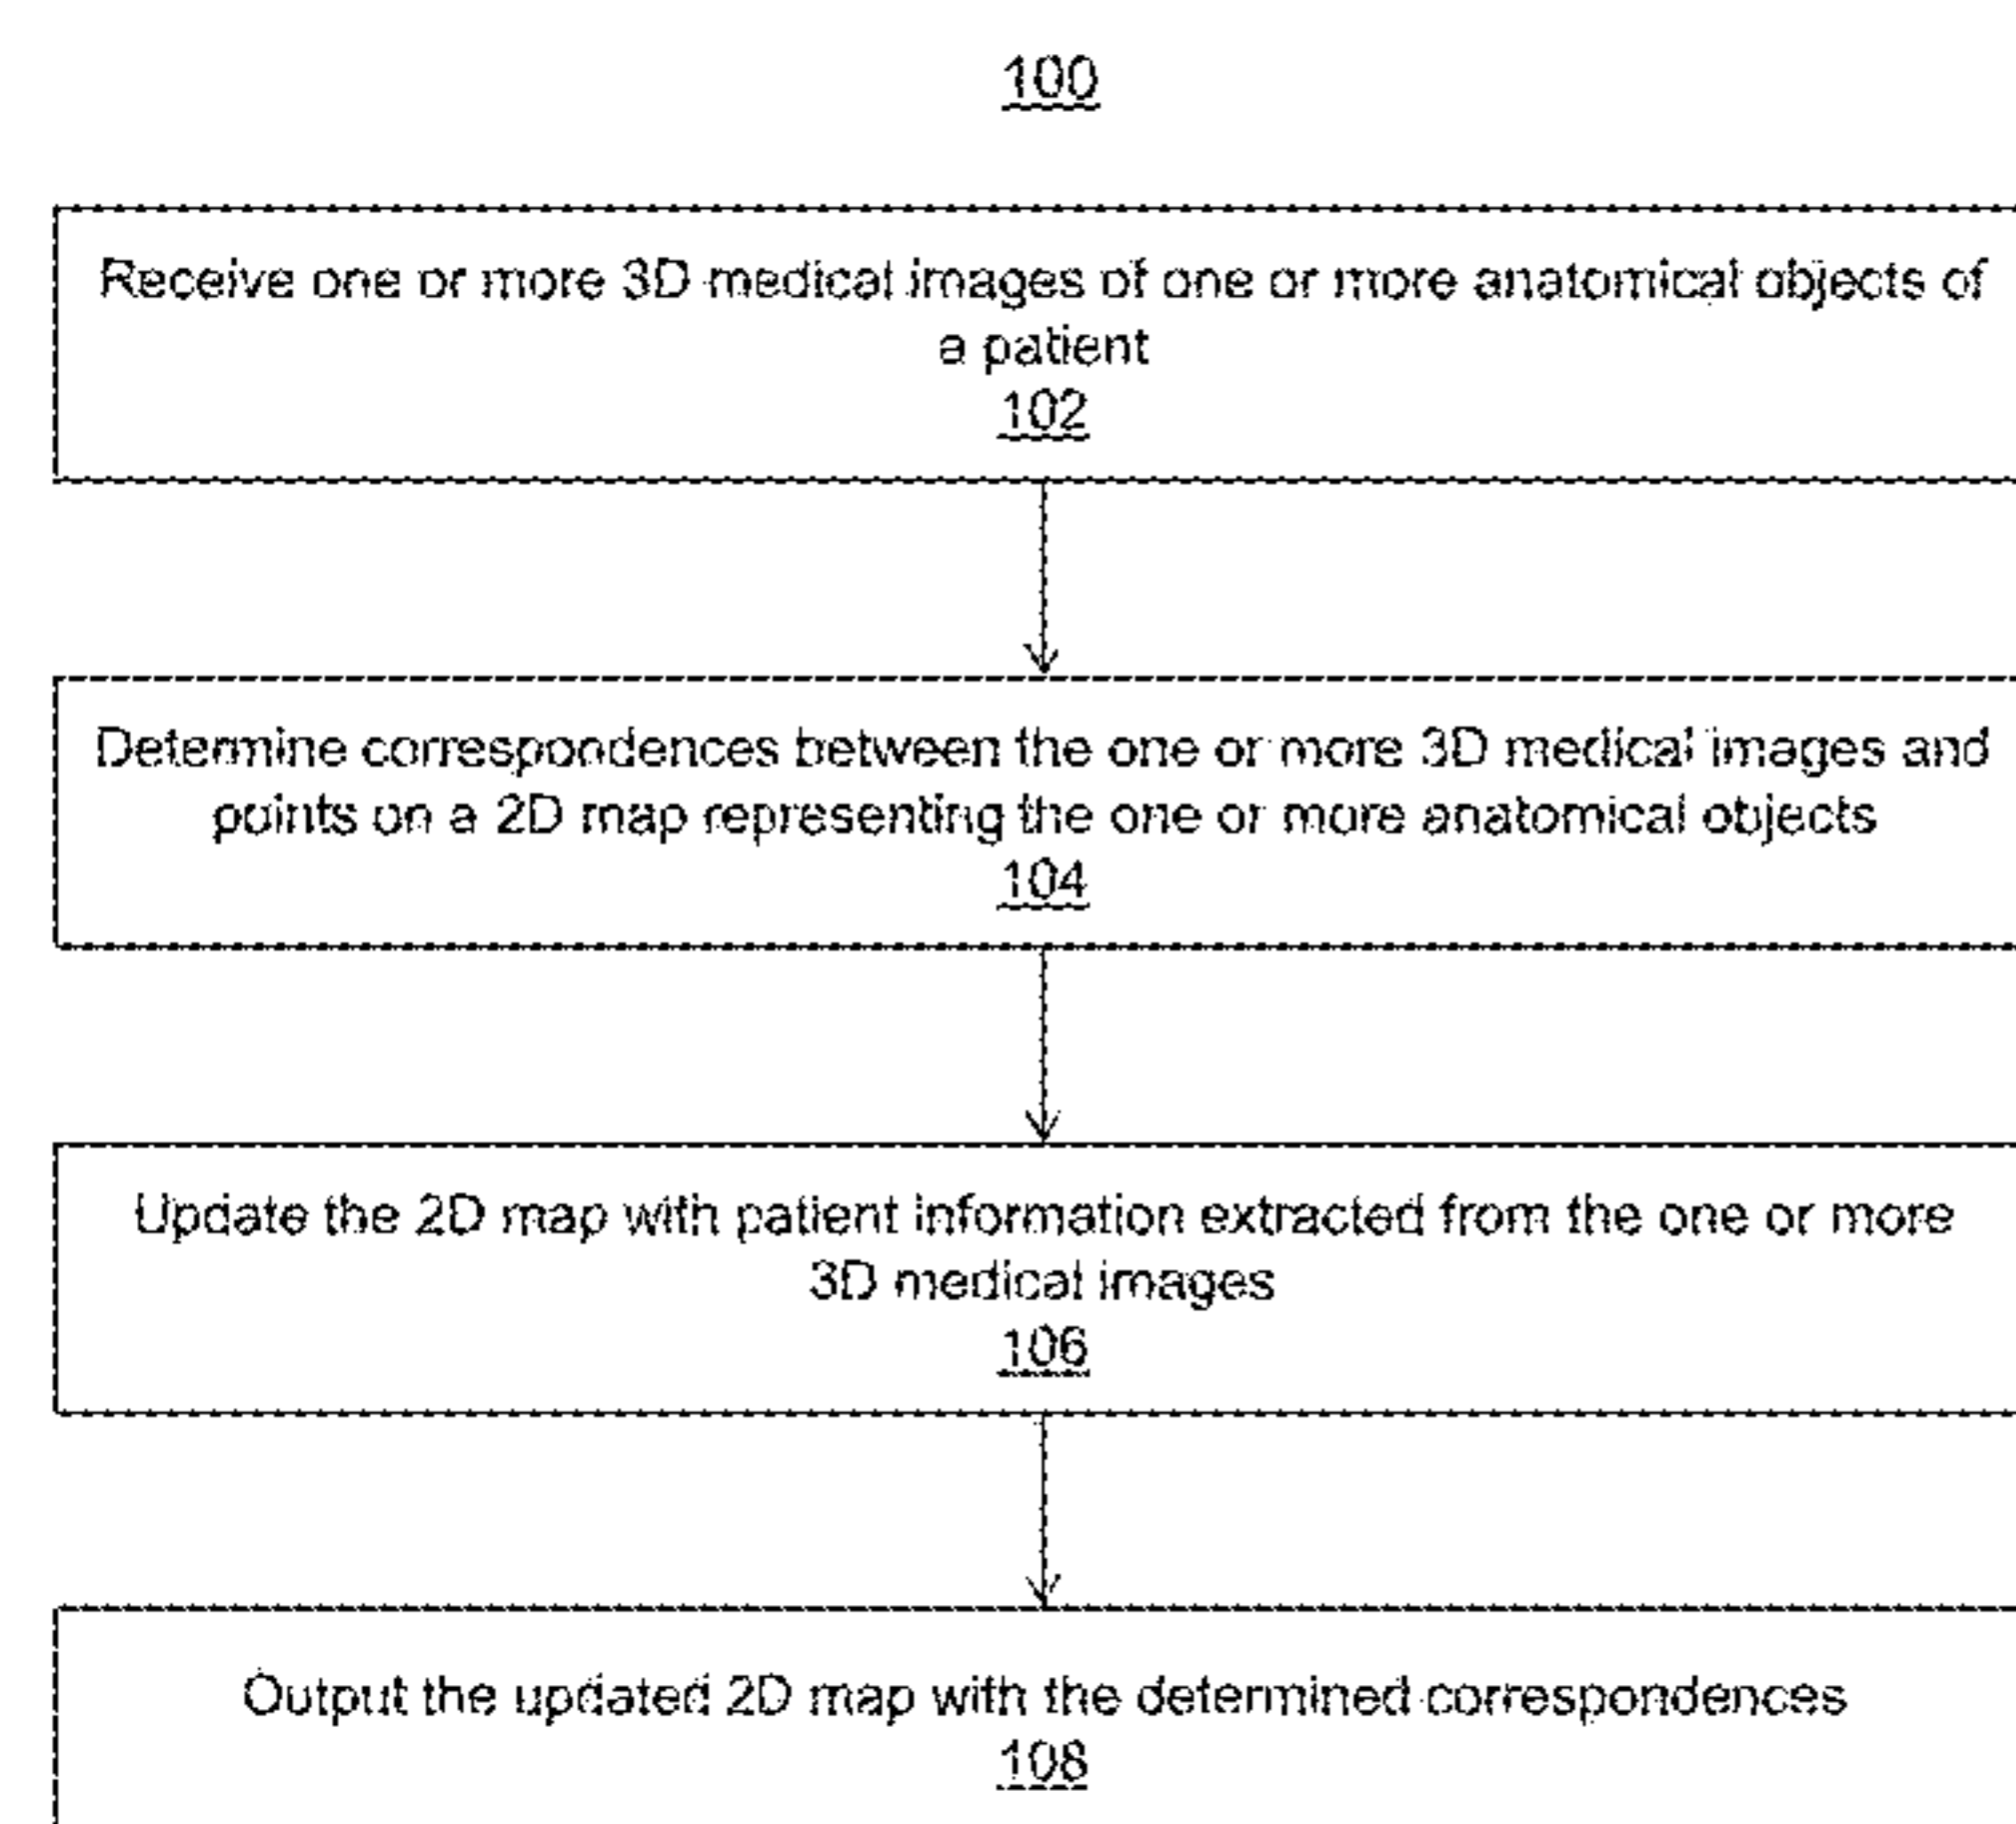 100
Receive one or more 3D medical images of one or more anatomical objects of
a patient
102
Determine correspondences between the one or more 3D medical images and
points on a 2D map representing the one or more anatomical objects
104
Update the 2D map with patient information extracted from the one or more
3D medical images
106
Output the updated 2D map with the determined correspondences
108